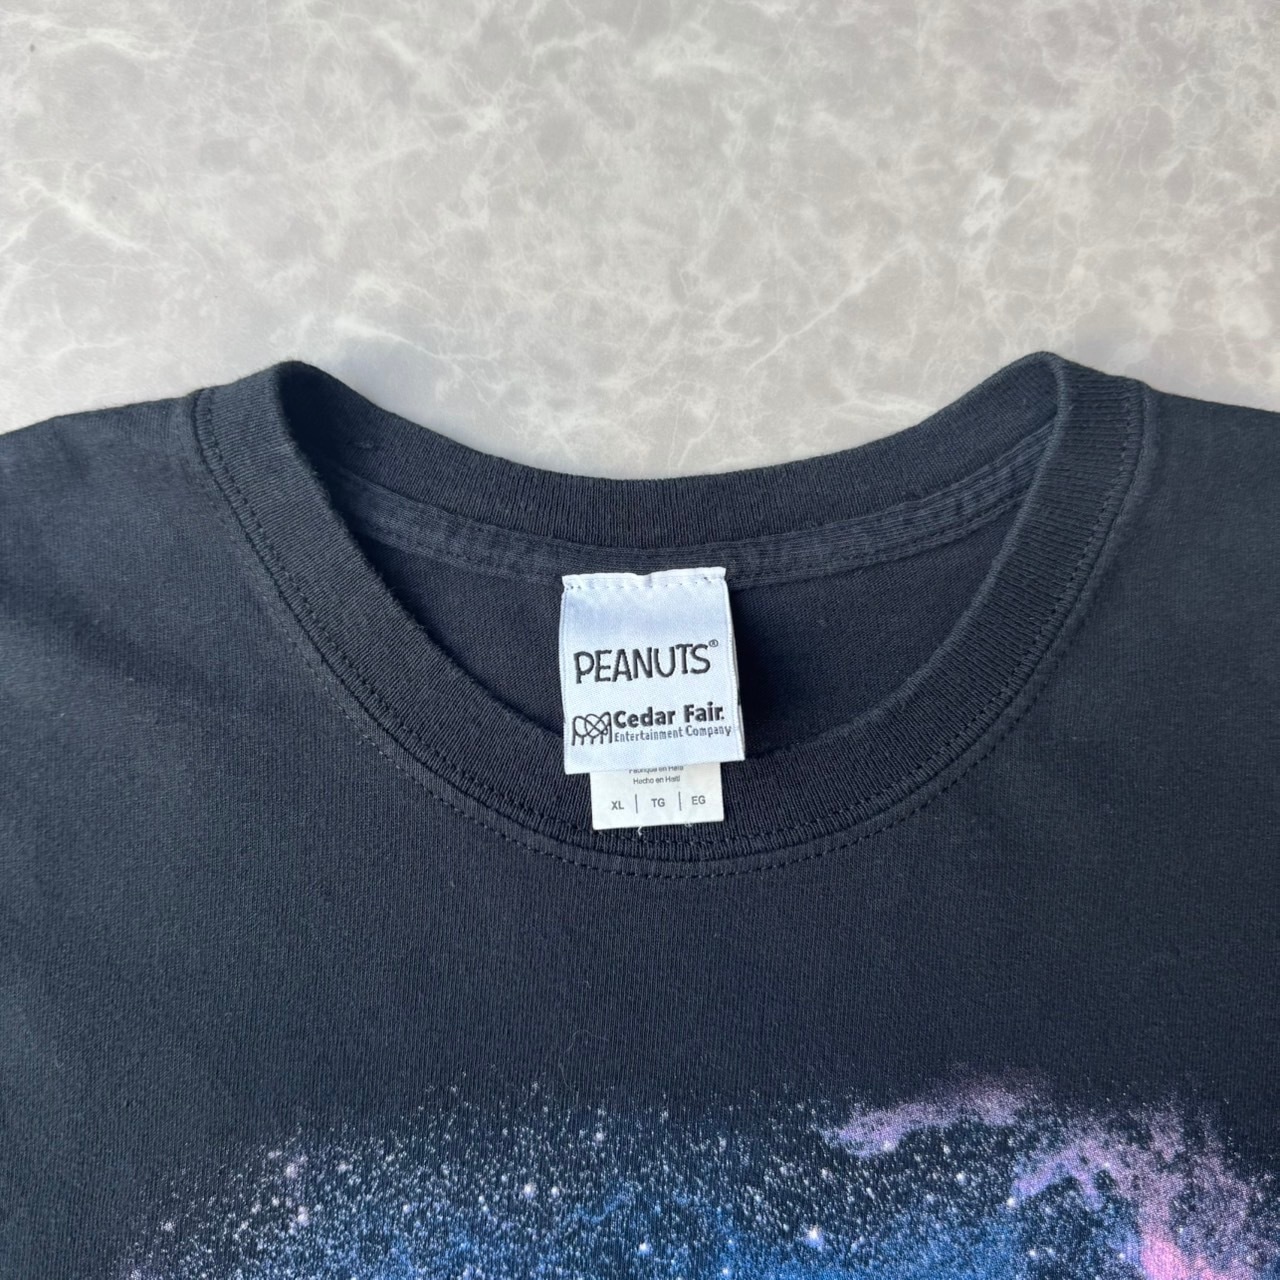 PEANUTS®
Cedar Fair.
Entertainment Company
Hecho en Haití
XL | TG | EG